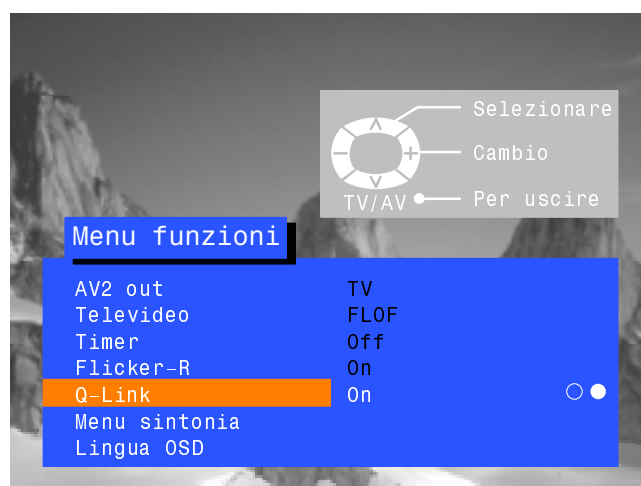 Selezionare
Cambio
TV/AV Per uscire
Menu funzioni
AV2 out TV
Televideo FLOF
Timer Off
Flicker-R On
Q-Link On
Menu sintonia
Lingua OSD